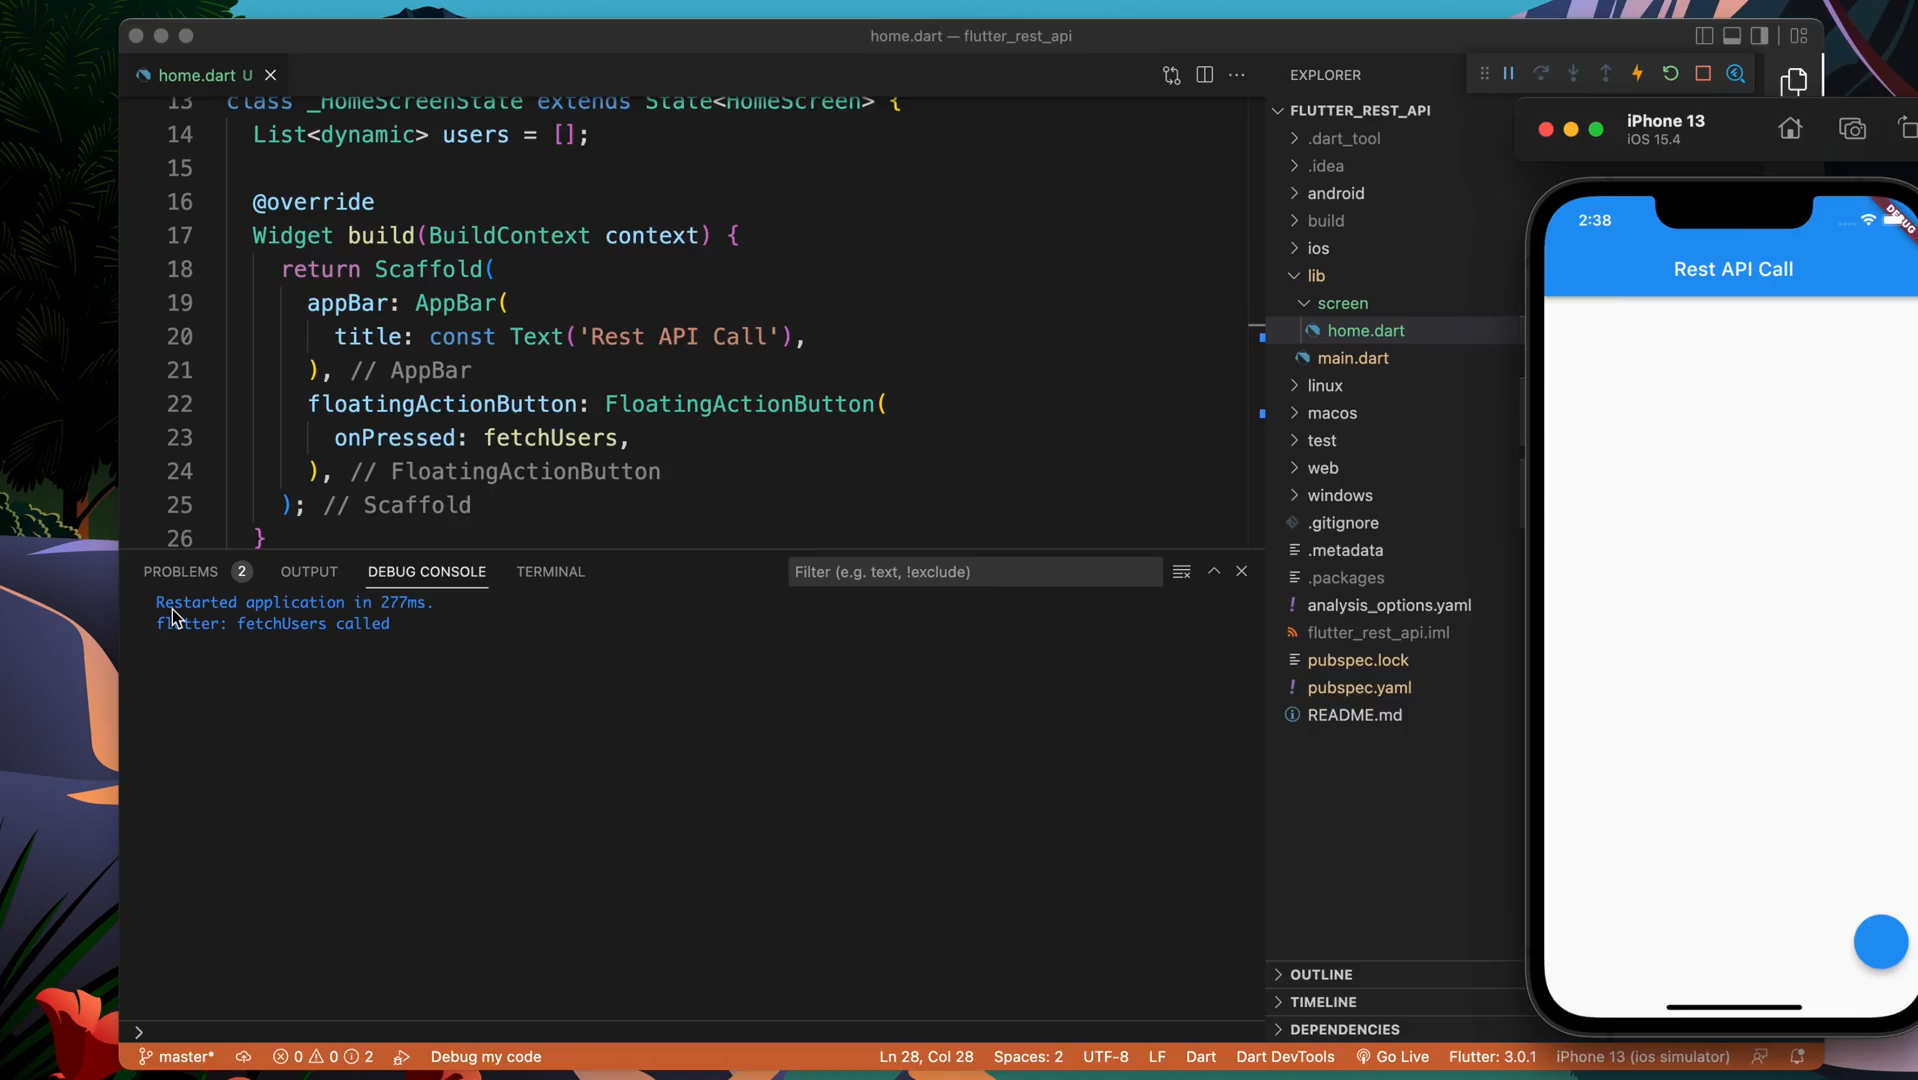 home.dart — flutter_rest_api
home.dart U
13 class _HomeScreenState extends State<HomeScreen> {
14 List<dynamic> users = [];
15
16 @override
17 Widget build(BuildContext context) {
18 return Scaffold(
19 appBar: AppBar(
20 title: const Text('Rest API Call'),
21 ), // AppBar
22 floatingActionButton: FloatingActionButton(
23 onPressed: fetchUsers,
24 ), // FloatingActionButton
25 ); // Scaffold
26 }
PROBLEMS 2 OUTPUT DEBUG CONSOLE TERMINAL Filter (e.g. text, !exclude)
Restarted application in 277ms.
flutter: fetchUsers called
EXPLORER
FLUTTER_REST_API
.dart_tool
.idea
android
build
ios
lib
screen
home.dart
main.dart
linux
macos
test
web
windows
.gitignore
.metadata
.packages
analysis_options.yaml
flutter_rest_api.iml
pubspec.lock
pubspec.yaml
README.md
OUTLINE
TIMELINE
DEPENDENCIES
iPhone 13
iOS 15.4
2:38
DEBUG
Rest API Call
master* 0 0 2 Debug my code Ln 28, Col 28 Spaces: 2 UTF-8 LF Dart Dart DevTools Go Live Flutter: 3.0.1 iPhone 13 (ios simulator)